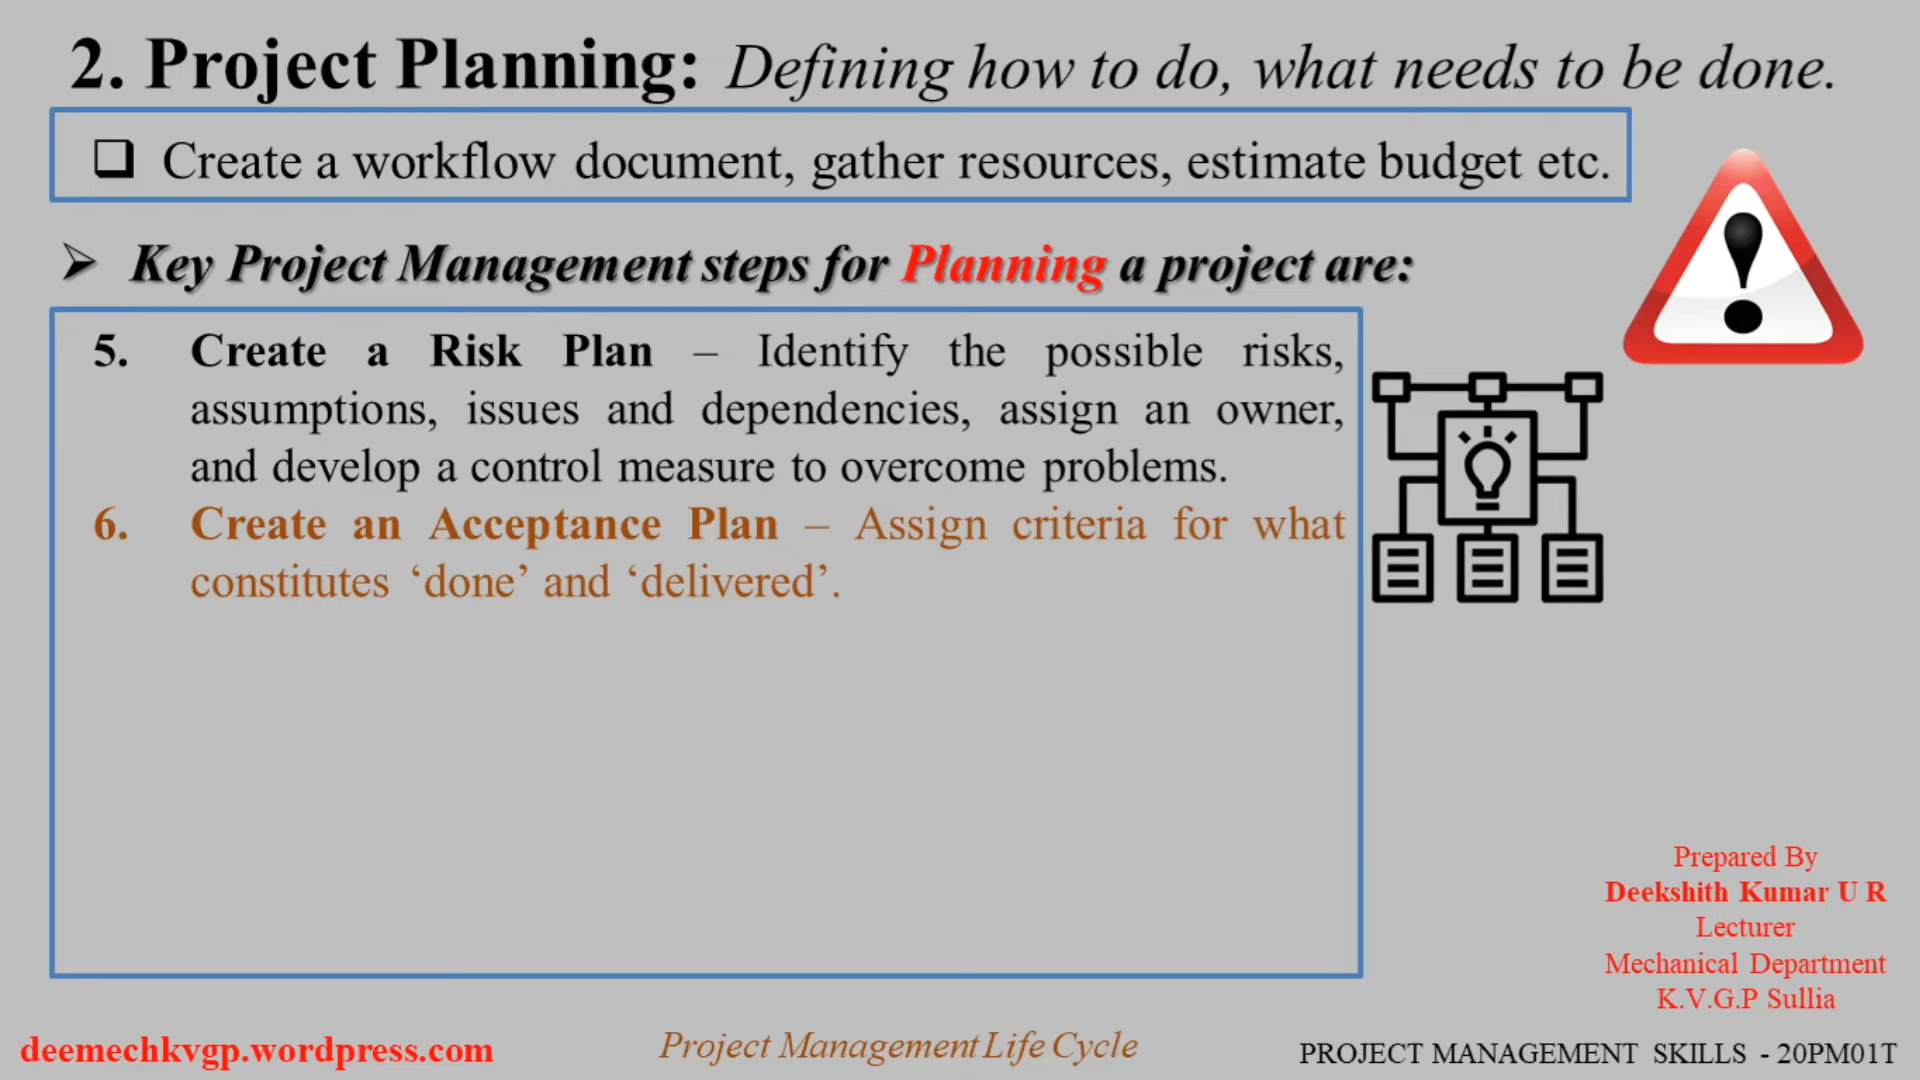 2. Project Planning: Defining how to do, what needs to be done.
Create a workflow document, gather resources, estimate budget etc.
Key Project Management steps for Planning a project are:
5. Create a Risk Plan – Identify the possible risks,
assumptions, issues and dependencies, assign an owner,
and develop a control measure to overcome problems.
6. Create an Acceptance Plan – Assign criteria for what
constitutes ‘done’ and ‘delivered’.
Prepared By
Deekshith Kumar U R
Lecturer
Mechanical Department
K.V.G.P Sullia
deemechkvgp.wordpress.com
Project Management Life Cycle
PROJECT MANAGEMENT SKILLS - 20PM01T